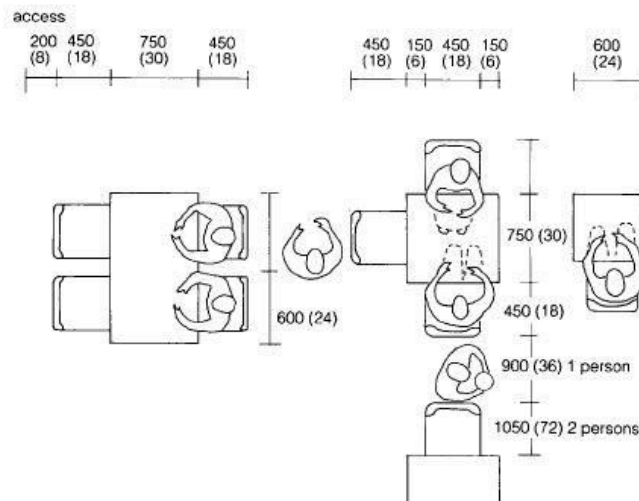 access
200 450 750 450
(8) (18) (30) (18)
450 150 450 150
(18) (6) (18) (6)
600
(24)
750 (30)
600 (24)
450 (18)
900 (36) 1 person
1050 (72) 2 persons